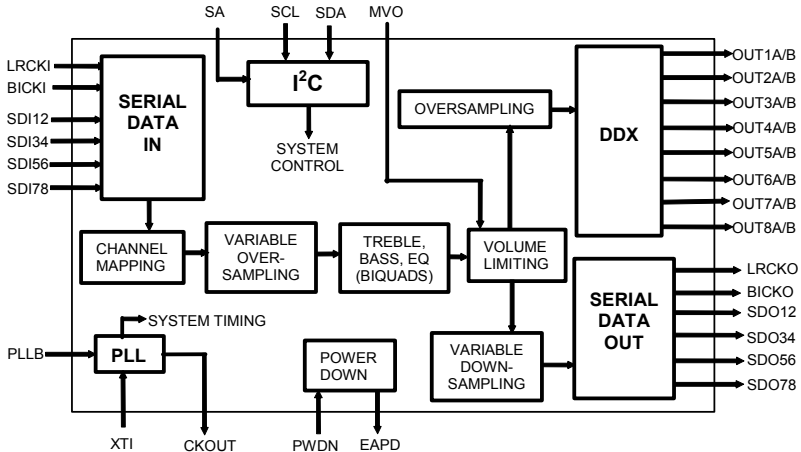 SA
SCL
SDA
MVO
LRCKI
BICKI
SDI12
SDI34
SDI56
SDI78
SERIAL
DATA
IN
I²C
SYSTEM
CONTROL
OVERSAMPLING
DDX
OUT1A/B
OUT2A/B
OUT3A/B
OUT4A/B
OUT5A/B
OUT6A/B
OUT7A/B
OUT8A/B
CHANNEL
MAPPING
VARIABLE
OVER-
SAMPLING
TREBLE,
BASS, EQ
(BIQUADS)
VOLUME
LIMITING
SERIAL
DATA
OUT
LRCKO
BICKO
SDO12
SDO34
SDO56
SDO78
SYSTEM TIMING
PLLB
PLL
POWER
DOWN
VARIABLE
DOWN-
SAMPLING
XTI
CKOUT
PWDN
EAPD